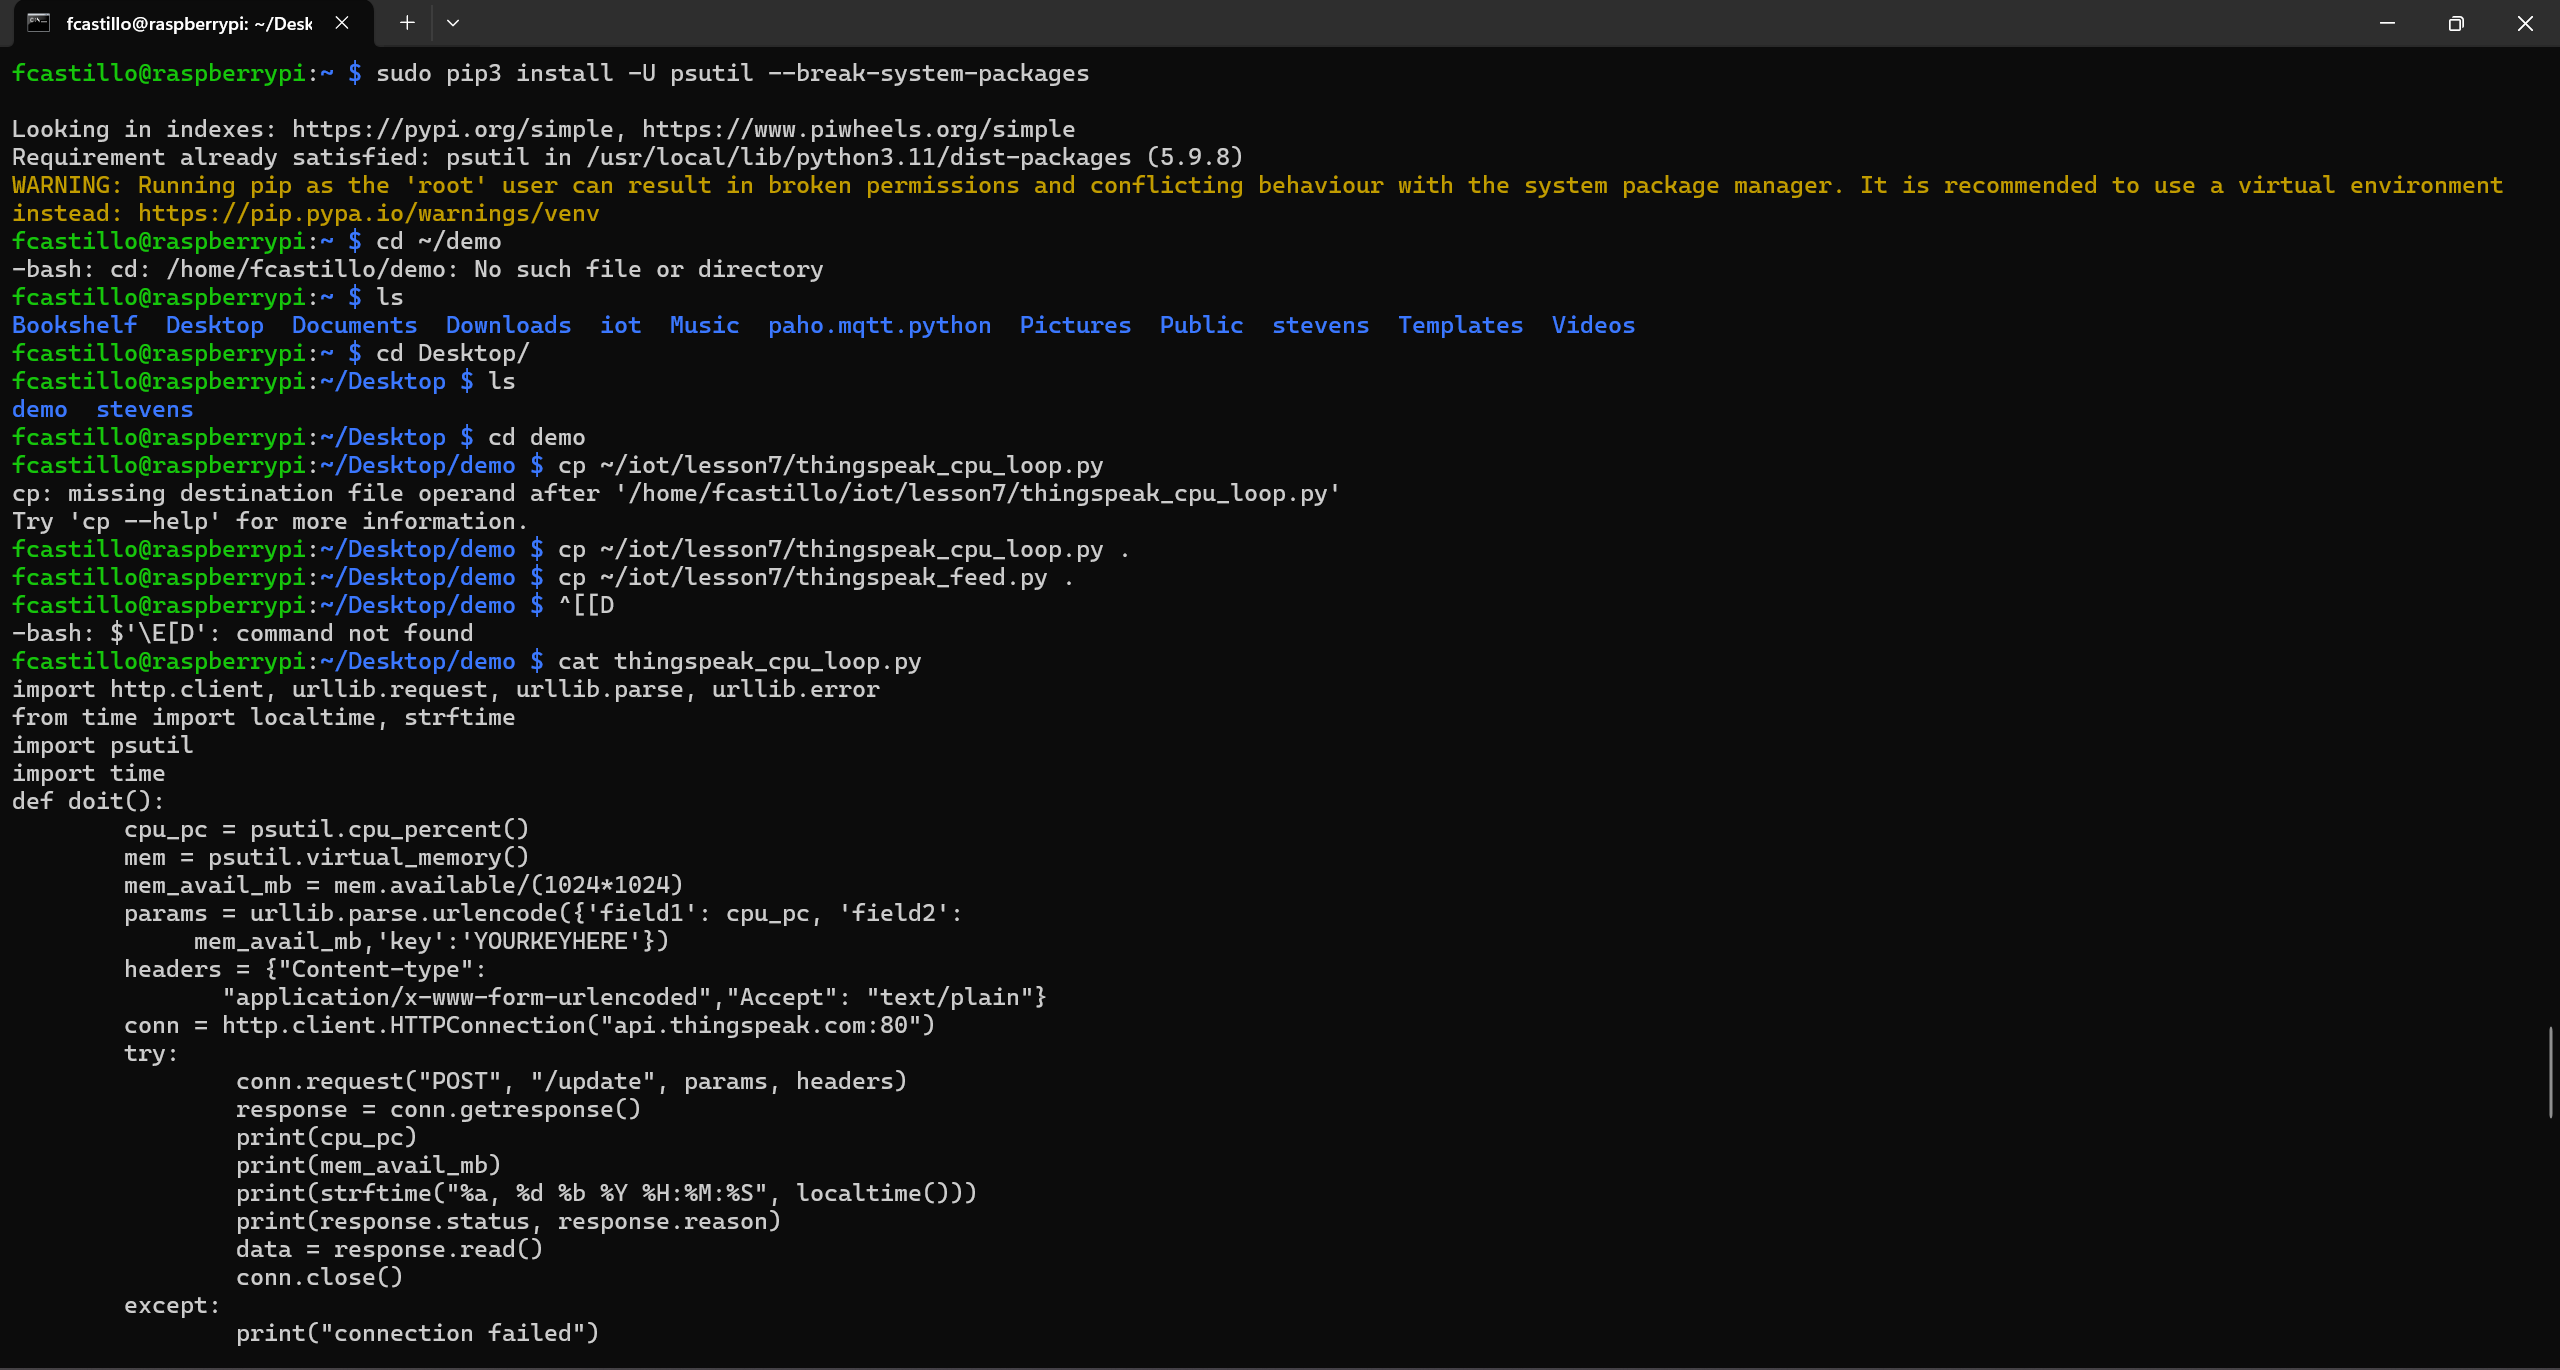 fcastillo@raspberrypi: ~/Desk
fcastillo@raspberrypi:~ $ sudo pip3 install -U psutil --break-system-packages
Looking in indexes: https://pypi.org/simple, https://www.piwheels.org/simple
Requirement already satisfied: psutil in /usr/local/lib/python3.11/dist-packages (5.9.8)
WARNING: Running pip as the 'root' user can result in broken permissions and conflicting behaviour with the system package manager. It is recommended to use a virtual environment
instead: https://pip.pypa.io/warnings/venv
fcastillo@raspberrypi:~ $ cd ~/demo
-bash: cd: /home/fcastillo/demo: No such file or directory
fcastillo@raspberrypi:~ $ ls
Bookshelf  Desktop  Documents  Downloads  iot  Music  paho.mqtt.python  Pictures  Public  stevens  Templates  Videos
fcastillo@raspberrypi:~ $ cd Desktop/
fcastillo@raspberrypi:~/Desktop $ ls
demo  stevens
fcastillo@raspberrypi:~/Desktop $ cd demo
fcastillo@raspberrypi:~/Desktop/demo $ cp ~/iot/lesson7/thingspeak_cpu_loop.py
cp: missing destination file operand after '/home/fcastillo/iot/lesson7/thingspeak_cpu_loop.py'
Try 'cp --help' for more information.
fcastillo@raspberrypi:~/Desktop/demo $ cp ~/iot/lesson7/thingspeak_cpu_loop.py .
fcastillo@raspberrypi:~/Desktop/demo $ cp ~/iot/lesson7/thingspeak_feed.py .
fcastillo@raspberrypi:~/Desktop/demo $ ^[[D
-bash: $'\E[D': command not found
fcastillo@raspberrypi:~/Desktop/demo $ cat thingspeak_cpu_loop.py
import http.client, urllib.request, urllib.parse, urllib.error
from time import localtime, strftime
import psutil
import time
def doit():
        cpu_pc = psutil.cpu_percent()
        mem = psutil.virtual_memory()
        mem_avail_mb = mem.available/(1024*1024)
        params = urllib.parse.urlencode({'field1': cpu_pc, 'field2':
             mem_avail_mb,'key':'YOURKEYHERE'})
        headers = {"Content-type":
               "application/x-www-form-urlencoded","Accept": "text/plain"}
        conn = http.client.HTTPConnection("api.thingspeak.com:80")
        try:
                conn.request("POST", "/update", params, headers)
                response = conn.getresponse()
                print(cpu_pc)
                print(mem_avail_mb)
                print(strftime("%a, %d %b %Y %H:%M:%S", localtime()))
                print(response.status, response.reason)
                data = response.read()
                conn.close()
        except:
                print("connection failed")